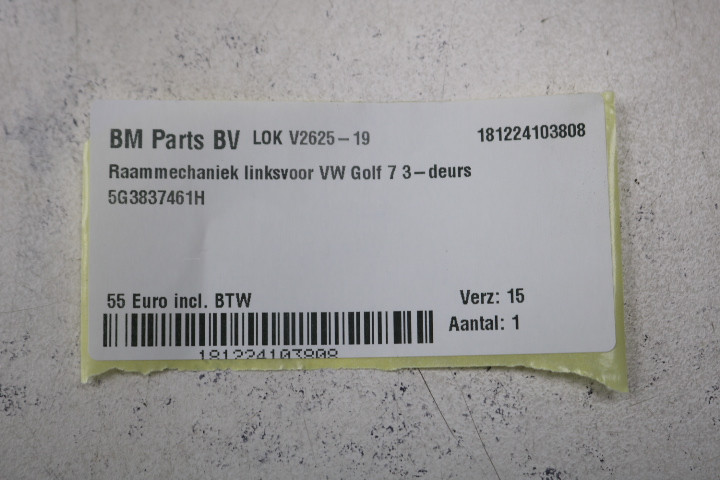 BM Parts BV LOK V2625-19 181224103808
Raammechaniek linksvoor VW Golf 7 3-deurs
5G3837461H
55 Euro incl. BTW Verz: 15
Aantal: 1
181224103808